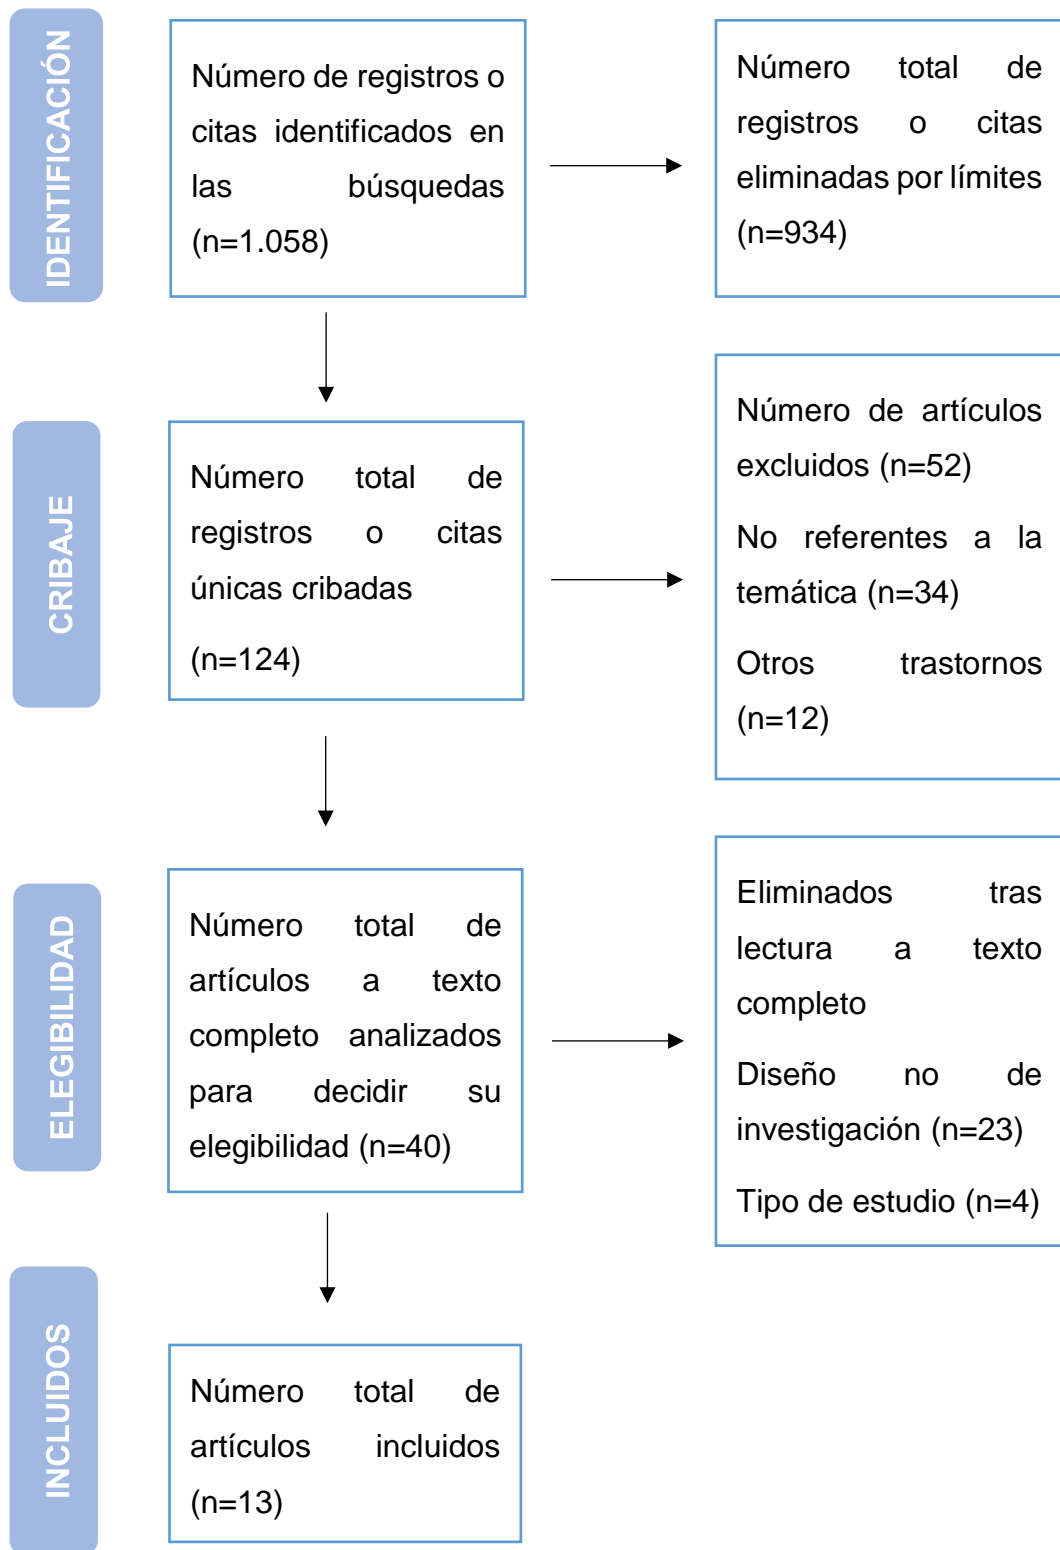 IDENTIFICACIÓN
Número de registros o
citas identificados en
las búsquedas
(n=1.058)
Número total de
registros o citas
eliminadas por límites
(n=934)
CRIBAJE
Número total de
registros o citas
únicas cribadas
(n=124)
Número de artículos
excluidos (n=52)
No referentes a la
temática (n=34)
Otros trastornos
(n=12)
ELEGIBILIDAD
Número total de
artículos a texto
completo analizados
para decidir su
elegibilidad (n=40)
Eliminados tras
lectura a texto
completo
Diseño no de
investigación (n=23)
Tipo de estudio (n=4)
INCLUIDOS
Número total de
artículos incluidos
(n=13)